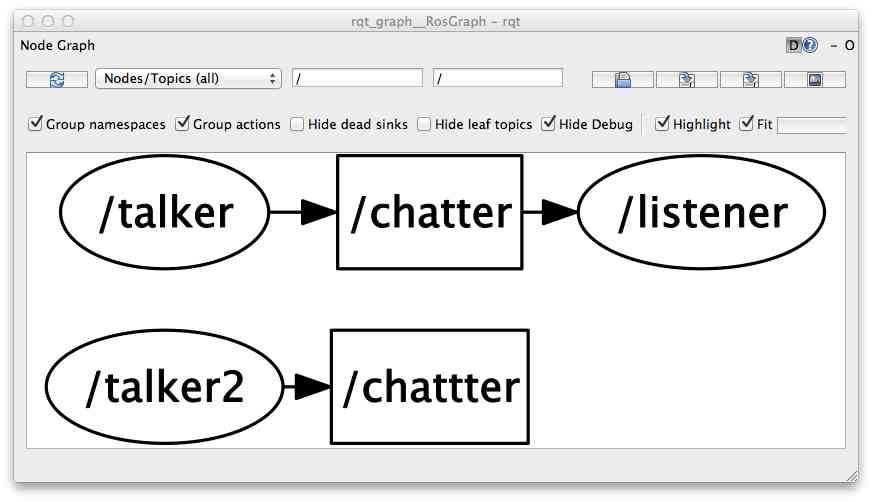 rqt_graph__RosGraph - rqt
Node Graph D ? - O
Nodes/Topics (all) / /
Group namespaces Group actions Hide dead sinks Hide leaf topics Hide Debug Highlight Fit
/talker /chatter /listener
/talker2 /chattter